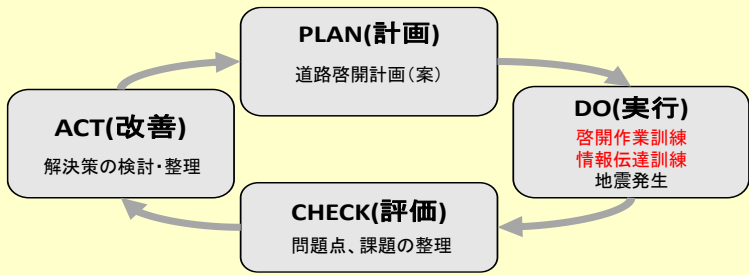 PLAN(計画)
道路啓開計画(案)
DO(実行)
啓開作業訓練
情報伝達訓練
地震発生
CHECK(評価)
問題点、課題の整理
ACT(改善)
解決策の検討・整理